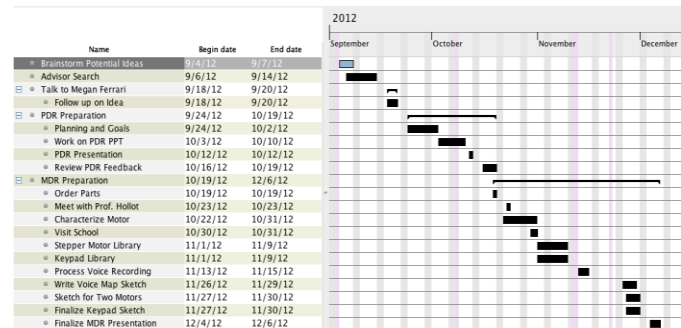 2012
September October November December
Name Begin date End date
Brainstorm Potential Ideas 9/4/12 9/7/12
Advisor Search 9/6/12 9/14/12
Talk to Megan Ferrari 9/18/12 9/20/12
Follow up on Idea 9/18/12 9/20/12
PDR Preparation 9/24/12 10/19/12
Planning and Goals 9/24/12 10/2/12
Work on PDR PPT 10/3/12 10/10/12
PDR Presentation 10/12/12 10/12/12
Review PDR Feedback 10/16/12 10/19/12
MDR Preparation 10/19/12 12/6/12
Order Parts 10/19/12 10/19/12
Meet with Prof. Hollot 10/23/12 10/23/12
Characterize Motor 10/22/12 10/31/12
Visit School 10/30/12 10/31/12
Stepper Motor Library 11/1/12 11/9/12
Keypad Library 11/1/12 11/9/12
Process Voice Recording 11/13/12 11/15/12
Write Voice Map Sketch 11/26/12 11/29/12
Sketch for Two Motors 11/27/12 11/30/12
Finalize Keypad Sketch 11/27/12 11/30/12
Finalize MDR Presentation 12/4/12 12/6/12